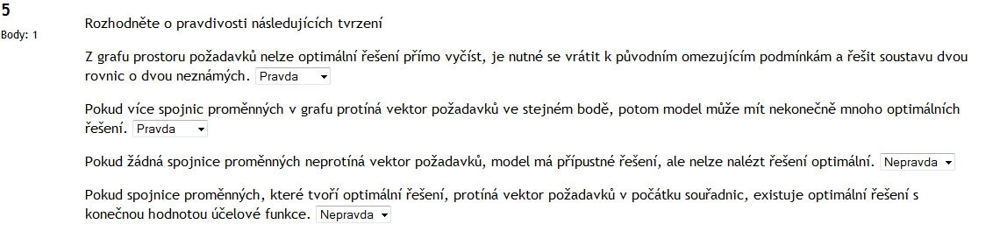 5
Body: 1
Rozhodněte o pravdivosti následujících tvrzení
Z grafu prostoru požadavků nelze optimální řešení přímo vyčíst, je nutné se vrátit k původním omezujícím podmínkám a řešit soustavu dvou
rovnic o dvou neznámých. Pravda
Pokud více spojnic proměnných v grafu protíná vektor požadavků ve stejném bodě, potom model může mít nekonečně mnoho optimálních
řešení. Pravda
Pokud žádná spojnice proměnných neprotíná vektor požadavků, model má přípustné řešení, ale nelze nalézt řešení optimální. Nepravda
Pokud spojnice proměnných, které tvoří optimální řešení, protíná vektor požadavků v počátku souřadnic, existuje optimální řešení s
konečnou hodnotou účelové funkce. Nepravda